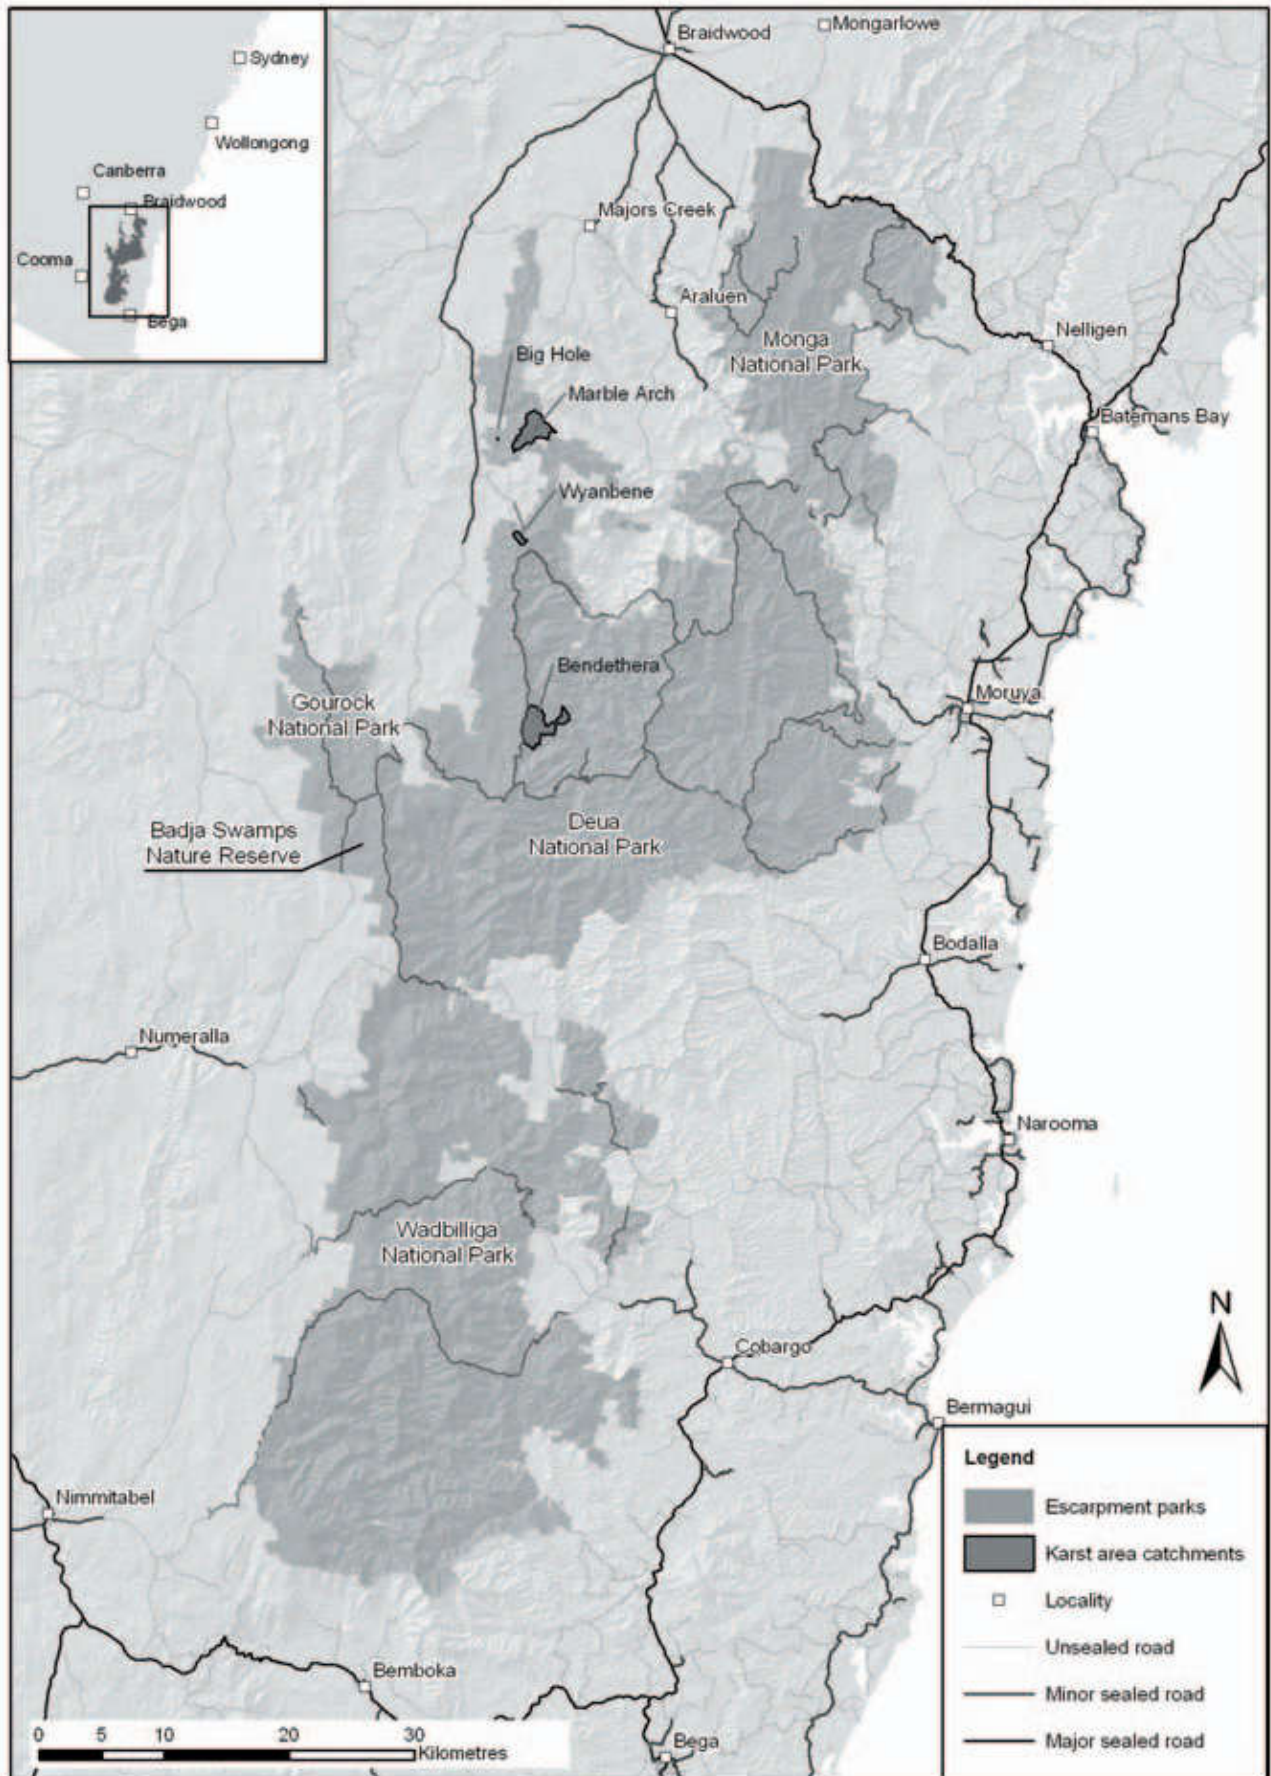 Braidwood
Mongarlowe
Sydney
Wollongong
Canberra
Braidwood
Cooma
Bega
Majors Creek
Araluen
Monga
National Park
Nelligen
Big Hole
Marble Arch
Batemans Bay
Wyanbene
Bendethera
Moruya
Gourock
National Park
Badja Swamps
Nature Reserve
Deua
National Park
Bodalla
Numeralla
Narooma
Wadbilliga
National Park
N
Cobargo
Bermagui
Nimmitabel
Legend
Escarpment parks
Karst area catchments
Locality
Unsealed road
Minor sealed road
Major sealed road
Bemboka
Bega
0 5 10 20 30
Kilometres